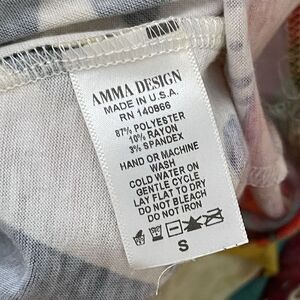 AMMA DESIGN
MADE IN U.S.A.
RN 140866
87% POLYESTER
10% RAYON
3% SPANDEX
HAND OR MACHINE
WASH
COLD WATER ON
GENTLE CYCLE
LAY FLAT TO DRY
DO NOT BLEACH
DO NOT IRON
S